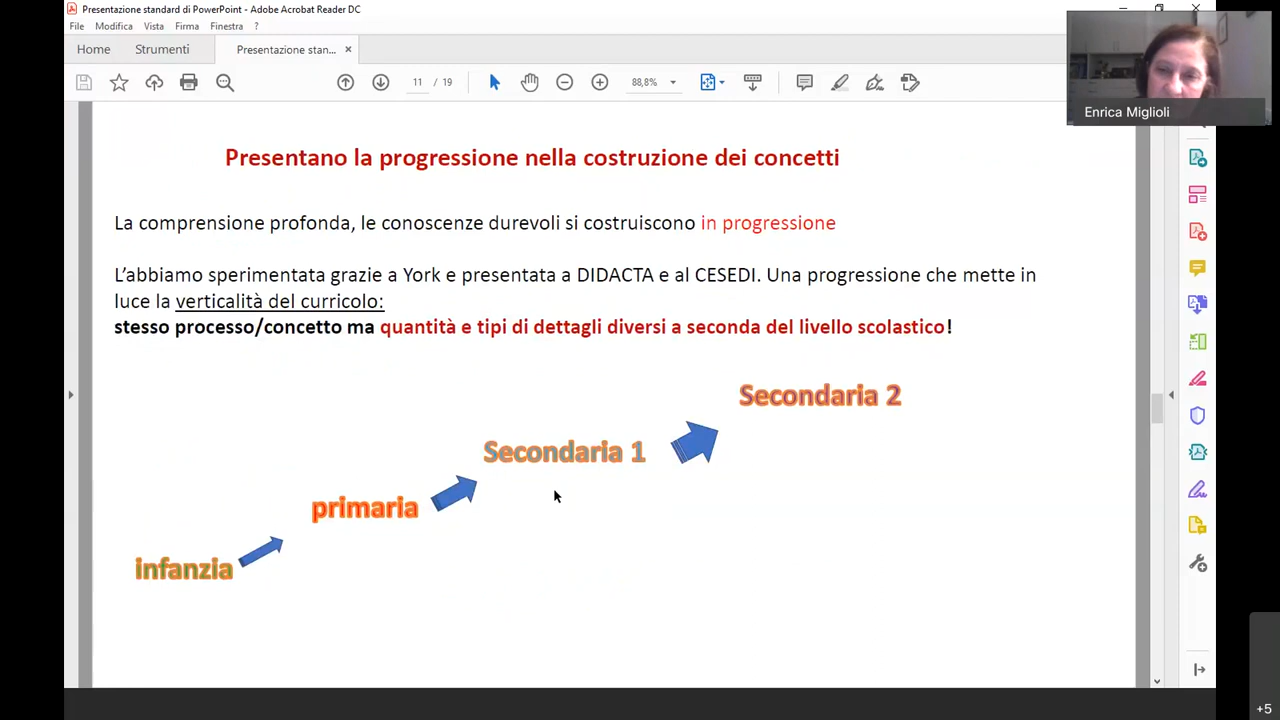 Presentazione standard di PowerPoint - Adobe Acrobat Reader DC
File Modifica Vista Firma Finestra ?
Home Strumenti Presentazione stan... ×
11 / 19 88,8%
Enrica Miglioli
Presentano la progressione nella costruzione dei concetti
La comprensione profonda, le conoscenze durevoli si costruiscono in progressione
L’abbiamo sperimentata grazie a York e presentata a DIDACTA e al CESEDI. Una progressione che mette in
luce la verticalità del curricolo:
stesso processo/concetto ma quantità e tipi di dettagli diversi a seconda del livello scolastico!
Secondaria 2
Secondaria 1
primaria
infanzia
+5